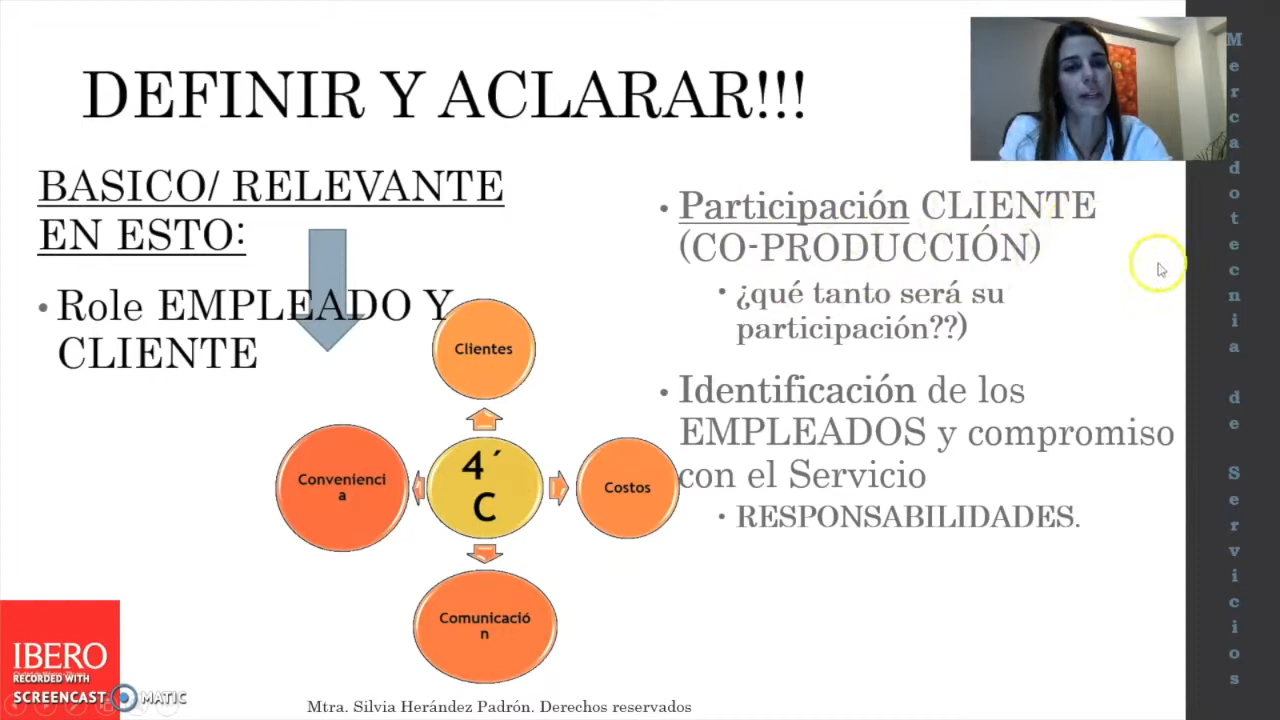 DEFINIR Y ACLARAR!!!
BASICO/ RELEVANTE
EN ESTO:
• Role EMPLEADO Y
CLIENTE
Clientes
Convenienci
a
4´
C
Costos
Comunicació
n
• Participación CLIENTE
(CO-PRODUCCIÓN)
• ¿qué tanto será su
participación??)
• Identificación de los
EMPLEADOS y compromiso
con el Servicio
• RESPONSABILIDADES.
Mercadotecnia de Servicios
IBERO
RECORDED WITH
SCREENCAST MATIC
Mtra. Silvia Herández Padrón. Derechos reservados